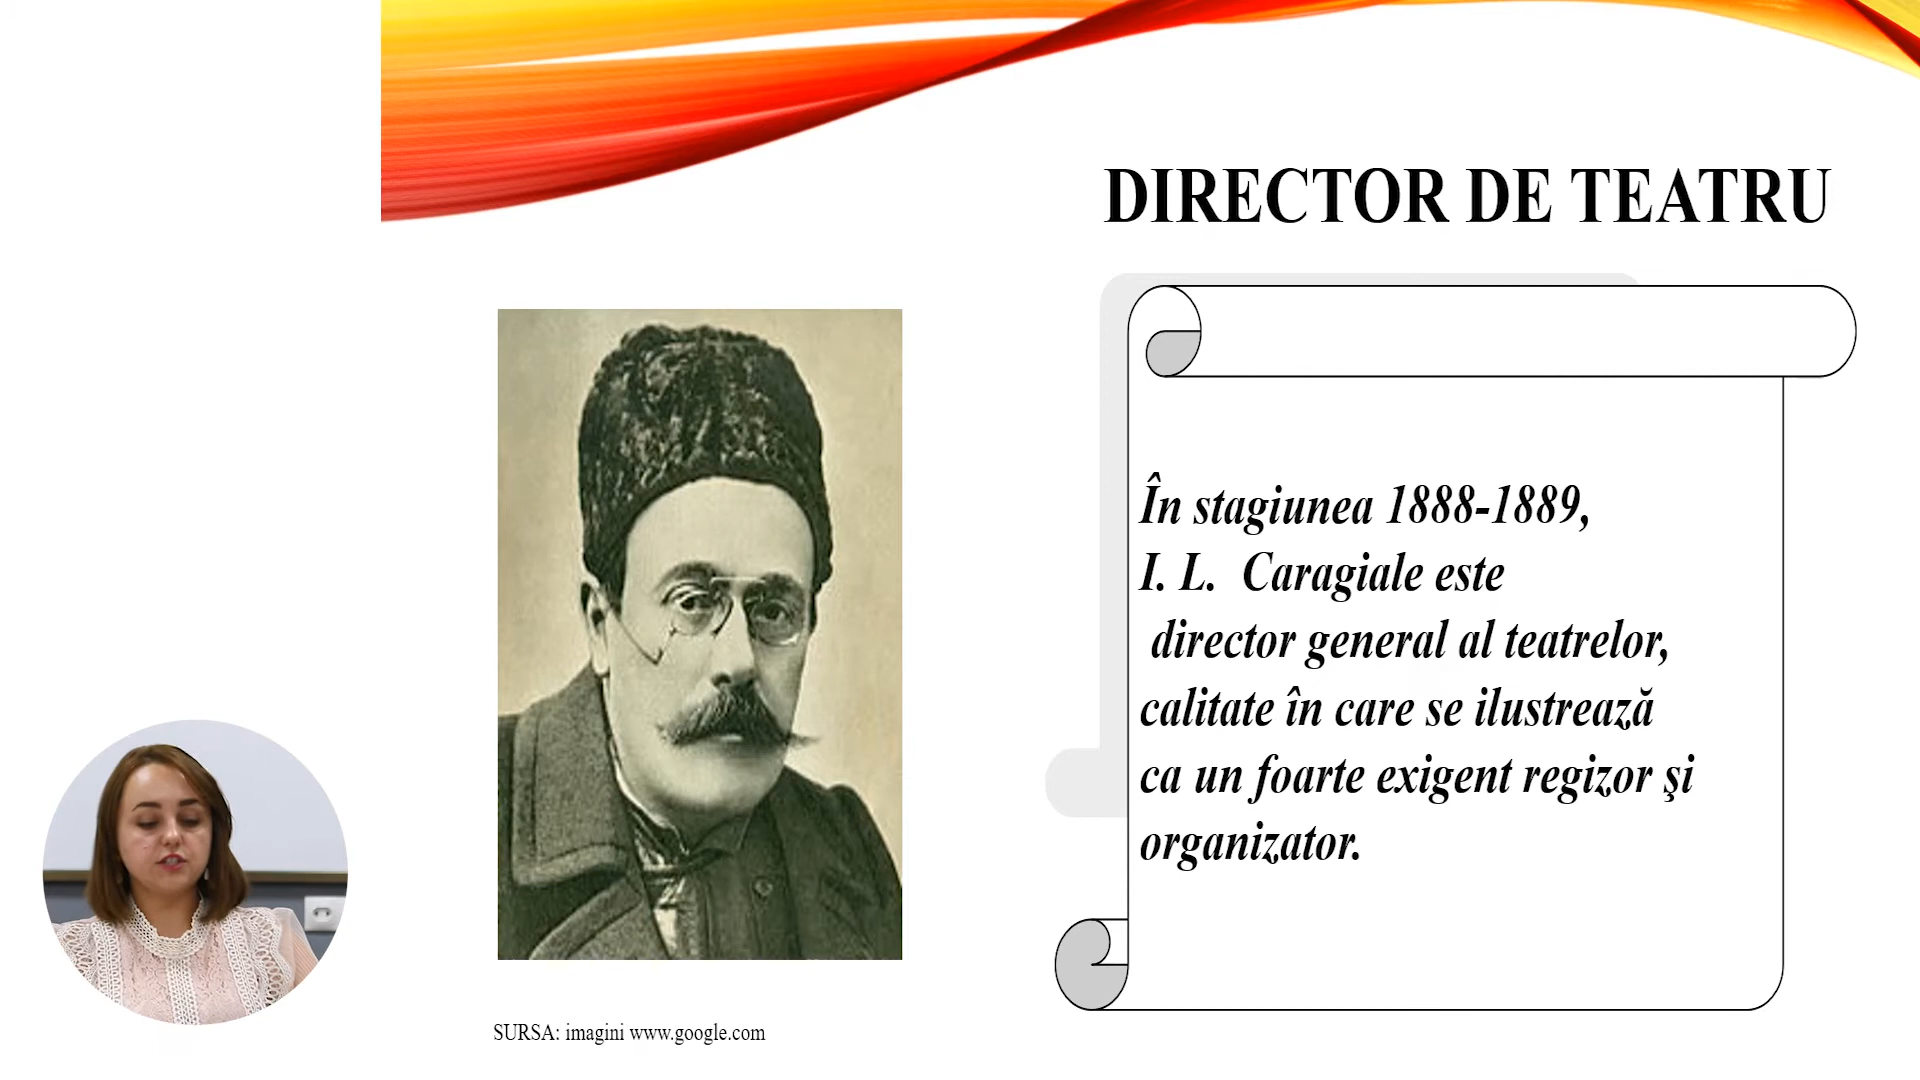 DIRECTOR DE TEATRU
În stagiunea 1888-1889,
I. L. Caragiale este
director general al teatrelor,
calitate în care se ilustrează
ca un foarte exigent regizor şi
organizator.
SURSA: imagini www.google.com